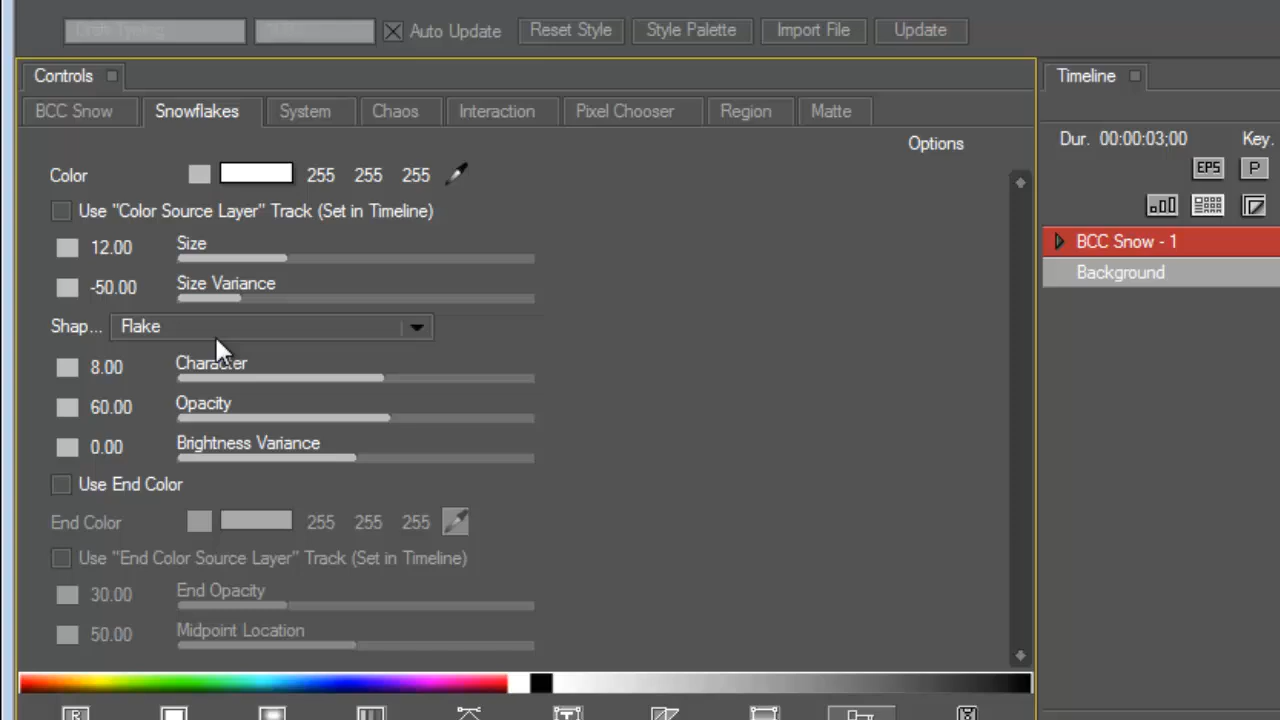 Auto Update Reset Style Style Palette Import File Update
Controls
BCC Snow Snowflakes System Chaos Interaction Pixel Chooser Region Matte
Options
Color 255 255 255
Use "Color Source Layer" Track (Set in Timeline)
12.00 Size
-50.00 Size Variance
Shap... Flake
8.00 Character
60.00 Opacity
0.00 Brightness Variance
Use End Color
End Color 255 255 255
Use "End Color Source Layer" Track (Set in Timeline)
30.00 End Opacity
50.00 Midpoint Location
R
T
Timeline
Dur. 00:00:03;00 Key.
EPS P
BCC Snow - 1
Background